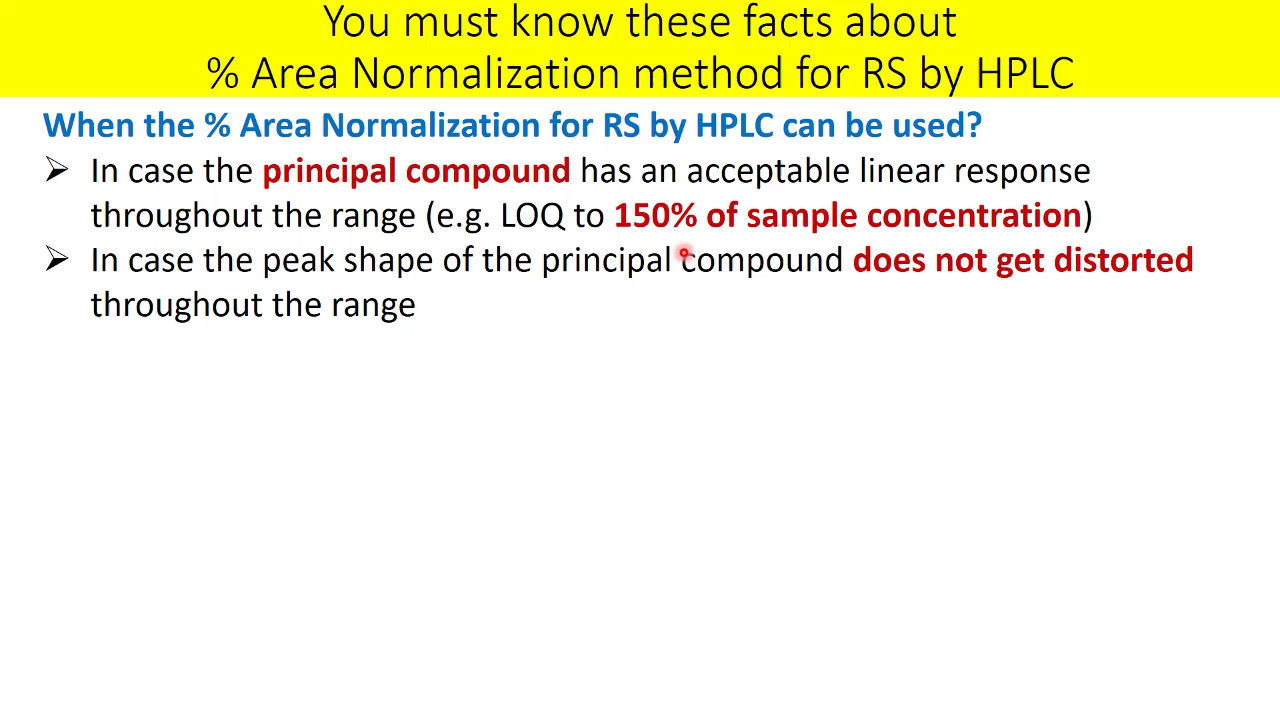 You must know these facts about
% Area Normalization method for RS by HPLC
When the % Area Normalization for RS by HPLC can be used?
➢ In case the principal compound has an acceptable linear response
throughout the range (e.g. LOQ to 150% of sample concentration)
➢ In case the peak shape of the principal compound does not get distorted
throughout the range